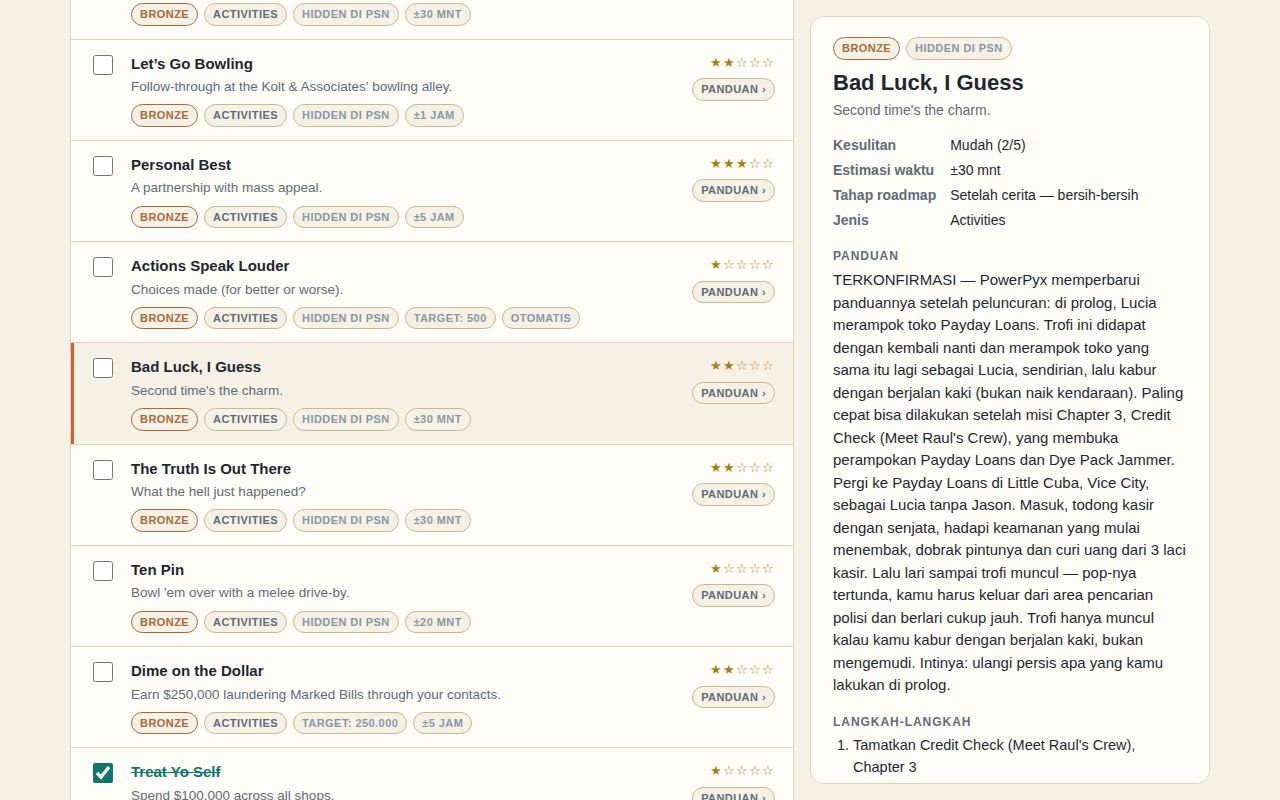 BRONZE ACTIVITIES HIDDEN DI PSN ±30 MNT
Let’s Go Bowling ★★☆☆☆
Follow-through at the Kolt & Associates' bowling alley. PANDUAN ›
BRONZE ACTIVITIES HIDDEN DI PSN ±1 JAM
Personal Best ★★★☆☆
A partnership with mass appeal. PANDUAN ›
BRONZE ACTIVITIES HIDDEN DI PSN ±5 JAM
Actions Speak Louder ★☆☆☆☆
Choices made (for better or worse). PANDUAN ›
BRONZE ACTIVITIES HIDDEN DI PSN TARGET: 500 OTOMATIS
Bad Luck, I Guess ★★☆☆☆
Second time's the charm. PANDUAN ›
BRONZE ACTIVITIES HIDDEN DI PSN ±30 MNT
The Truth Is Out There ★★☆☆☆
What the hell just happened? PANDUAN ›
BRONZE ACTIVITIES HIDDEN DI PSN ±30 MNT
Ten Pin ★☆☆☆☆
Bowl 'em over with a melee drive-by. PANDUAN ›
BRONZE ACTIVITIES HIDDEN DI PSN ±20 MNT
Dime on the Dollar ★★☆☆☆
Earn $250,000 laundering Marked Bills through your contacts. PANDUAN ›
BRONZE ACTIVITIES TARGET: 250.000 ±5 JAM
Treat Yo Self ★☆☆☆☆
Spend $100,000 across all shops. PANDUAN ›
BRONZE HIDDEN DI PSN
Bad Luck, I Guess
Second time's the charm.
Kesulitan Mudah (2/5)
Estimasi waktu ±30 mnt
Tahap roadmap Setelah cerita — bersih-bersih
Jenis Activities
PANDUAN
TERKONFIRMASI — PowerPyx memperbarui
panduannya setelah peluncuran: di prolog, Lucia
merampok toko Payday Loans. Trofi ini didapat
dengan kembali nanti dan merampok toko yang
sama itu lagi sebagai Lucia, sendirian, lalu kabur
dengan berjalan kaki (bukan naik kendaraan). Paling
cepat bisa dilakukan setelah misi Chapter 3, Credit
Check (Meet Raul's Crew), yang membuka
perampokan Payday Loans dan Dye Pack Jammer.
Pergi ke Payday Loans di Little Cuba, Vice City,
sebagai Lucia tanpa Jason. Masuk, todong kasir
dengan senjata, hadapi keamanan yang mulai
menembak, dobrak pintunya dan curi uang dari 3 laci
kasir. Lalu lari sampai trofi muncul — pop-nya
tertunda, kamu harus keluar dari area pencarian
polisi dan berlari cukup jauh. Trofi hanya muncul
kalau kamu kabur dengan berjalan kaki, bukan
mengemudi. Intinya: ulangi persis apa yang kamu
lakukan di prolog.
LANGKAH-LANGKAH
1. Tamatkan Credit Check (Meet Raul's Crew),
Chapter 3